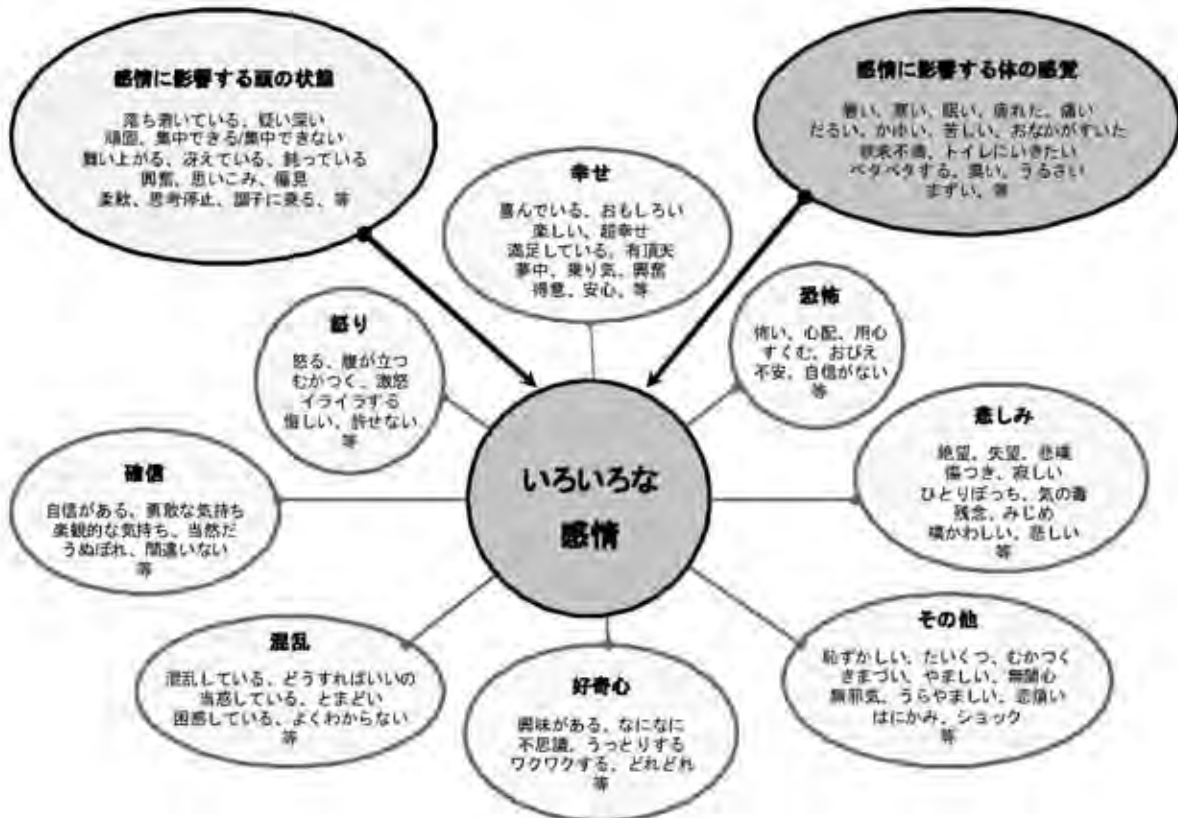 感情に影響する頭の状態
落ち着いている、疑い深い
頑固、集中できる/集中できない
舞い上がる、冴えている、鈍っている
興奮、思いこみ、偏見
柔軟、思考停止、調子に乗る、等
感情に影響する体の感覚
暑い、寒い、眠い、疲れた、痛い
だるい、かゆい、苦しい、おなかがすいた
欲求不満、トイレにいきたい
ベタベタする、臭い、うるさい
まずい、等
幸せ
喜んでいる、おもしろい
楽しい、超幸せ
満足している、有頂天
夢中、乗り気、興奮
得意、安心、等
怒り
怒る、腹が立つ
むかつく、激怒
イライラする
悔しい、許せない
等
恐怖
怖い、心配、用心
すくむ、おびえ
不安、自信がない
等
いろいろな
感情
確信
自信がある、勇敢な気持ち
楽観的な気持ち、当然だ
うぬぼれ、間違いない
等
悲しみ
絶望、失望、悲嘆
傷つき、寂しい
ひとりぼっち、気の毒
残念、みじめ
嘆かわしい、悲しい
等
混乱
混乱している、どうすればいいの
当惑している、とまどい
困惑している、よくわからない
等
好奇心
興味がある、なになに
不思議、うっとりする
ワクワクする、どれどれ
等
その他
恥ずかしい、たいくつ、むかつく
きまづい、やましい、無関心
無邪気、うらやましい、
はにかみ、ショック
等